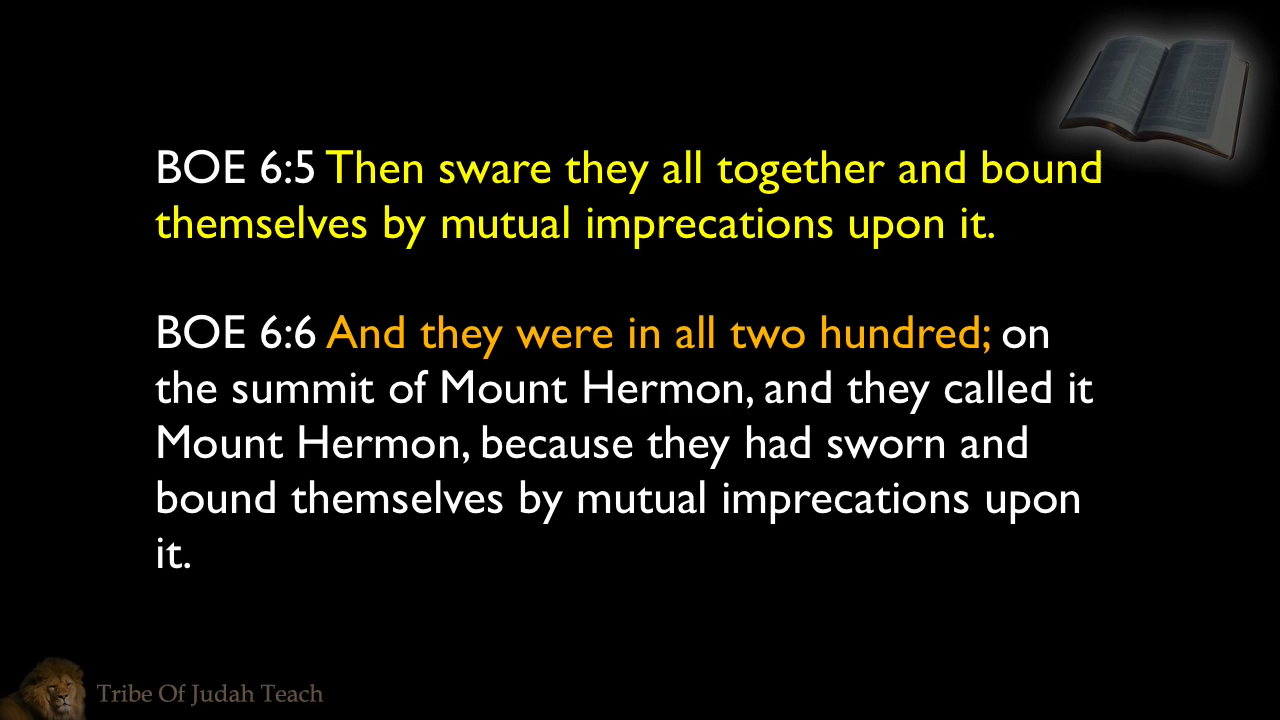 BOE 6:5 Then sware they all together and bound
themselves by mutual imprecations upon it.
BOE 6:6 And they were in all two hundred; on
the summit of Mount Hermon, and they called it
Mount Hermon, because they had sworn and
bound themselves by mutual imprecations upon
it.
Tribe Of Judah Teach